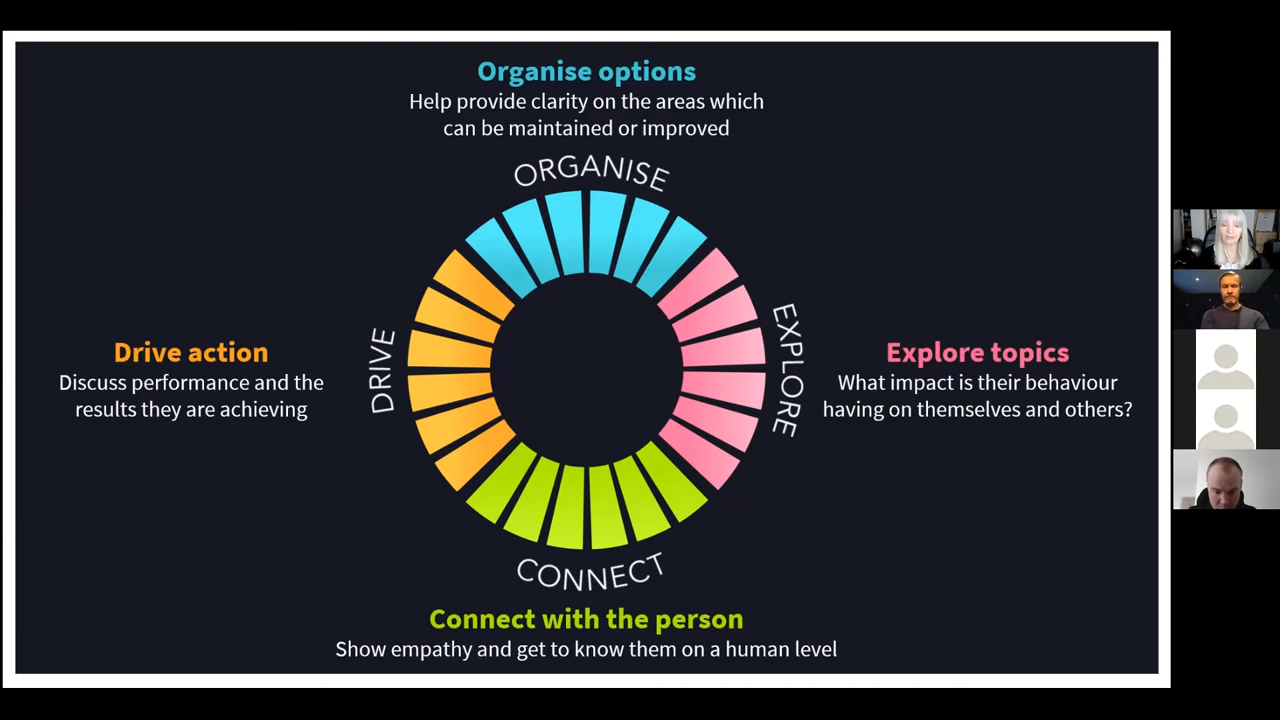 Organise options
Help provide clarity on the areas which
can be maintained or improved
ORGANISE
Drive action
Discuss performance and the
results they are achieving
DRIVE
EXPLORE
Explore topics
What impact is their behaviour
having on themselves and others?
CONNECT
Connect with the person
Show empathy and get to know them on a human level